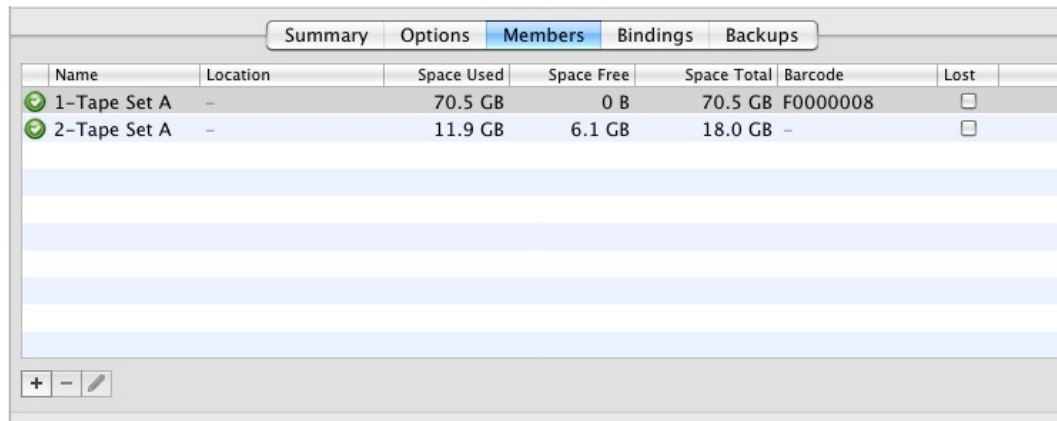 Summary Options Members Bindings Backups
Name Location Space Used Space Free Space Total Barcode Lost
1-Tape Set A – 70.5 GB 0 B 70.5 GB F0000008
2-Tape Set A – 11.9 GB 6.1 GB 18.0 GB –